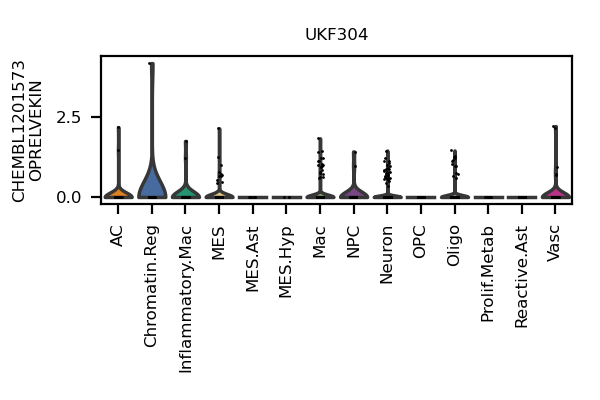 UKF304
CHEMBL1201573
OPRELVEKIN
2.5
0.0
AC
Chromatin.Reg
Inflammatory.Mac
MES
MES.Ast
MES.Hyp
Mac
NPC
Neuron
OPC
Oligo
Prolif.Metab
Reactive.Ast
Vasc